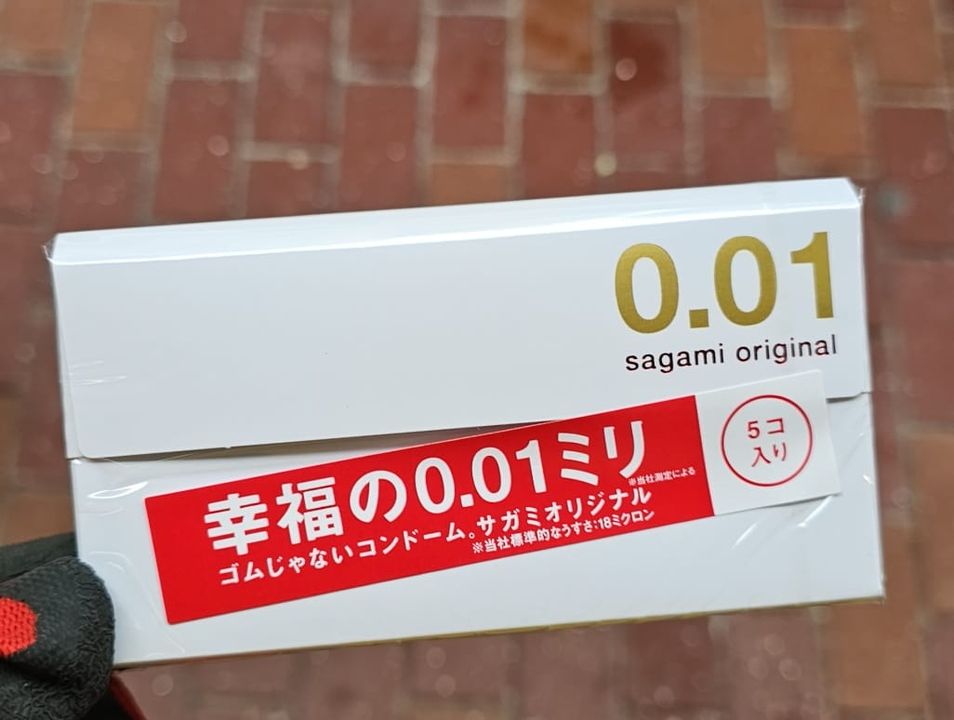 0.01
sagami original
幸福の0.01ミリ
※当社測定による
ゴムじゃないコンドーム。サガミオリジナル
※当社標準的なうすさ:18ミクロン
5コ
入り